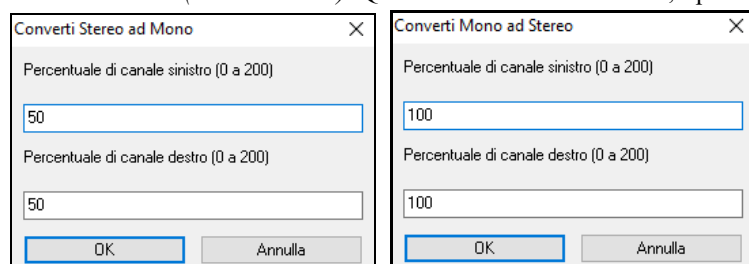 Converti Stereo ad Mono
Percentuale di canale sinistro (0 a 200)
50
Percentuale di canale destro (0 a 200)
50
OK Annulla
Converti Mono ad Stereo
Percentuale di canale sinistro (0 a 200)
100
Percentuale di canale destro (0 a 200)
100
OK Annulla